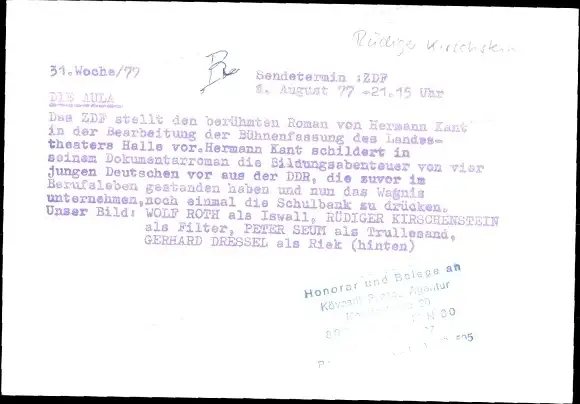 Rüdiger Kirschstein
31.Woche/77
Sendetermin :ZDF
August 77 -21.15 Uhr
DIE AULA
Das ZDF stellt den berühmten Roman von Hermann Kant
in der Bearbeitung der Bühnenfassung des Landes-
theaters Halle vor.Hermann Kant schildert in
seinem Dokumentarroman die Bildungsabenteuer von vier
jungen Deutschen vor aus der DDR, die zuvor im
Berufsleben gestanden haben und nun das Wagnis
unternehmen,noch einmal die Schulbank zu drücken.
Unser Bild: WOLF ROTH als Iswall, RÜDIGER KIRSCHENSTEIN
als Filter, PETER SEUM als Trullesand,
GERHARD DRESSEL als Riek (hinten)
Honorar und Belege an
Agentur